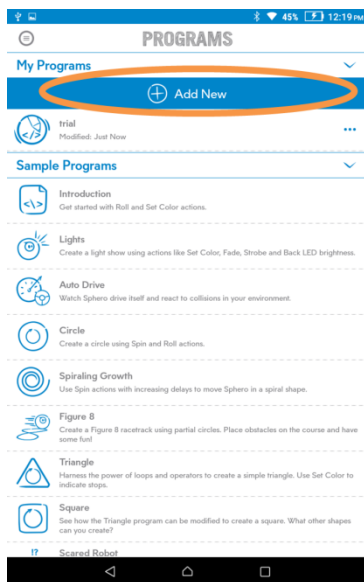 45% 12:19 PM
PROGRAMS
My Programs
Add New
trial
Modified: Just Now
Sample Programs
Introduction
Get started with Roll and Set Color actions.
Lights
Create a light show using actions like Set Color, Fade, Strobe and Back LED brightness.
Auto Drive
Watch Sphero drive itself and react to collisions in your environment.
Circle
Create a circle using Spin and Roll actions.
Spiraling Growth
Use Spin actions with increasing delays to move Sphero in a spiral shape.
Figure 8
Create a Figure 8 racetrack using partial circles. Place obstacles on the course and have
some fun!
Triangle
Harness the power of loops and operators to create a simple triangle. Use Set Color to
indicate stops.
Square
See how the Triangle program can be modified to create a square. What other shapes
can you create?
!? Scared Robot